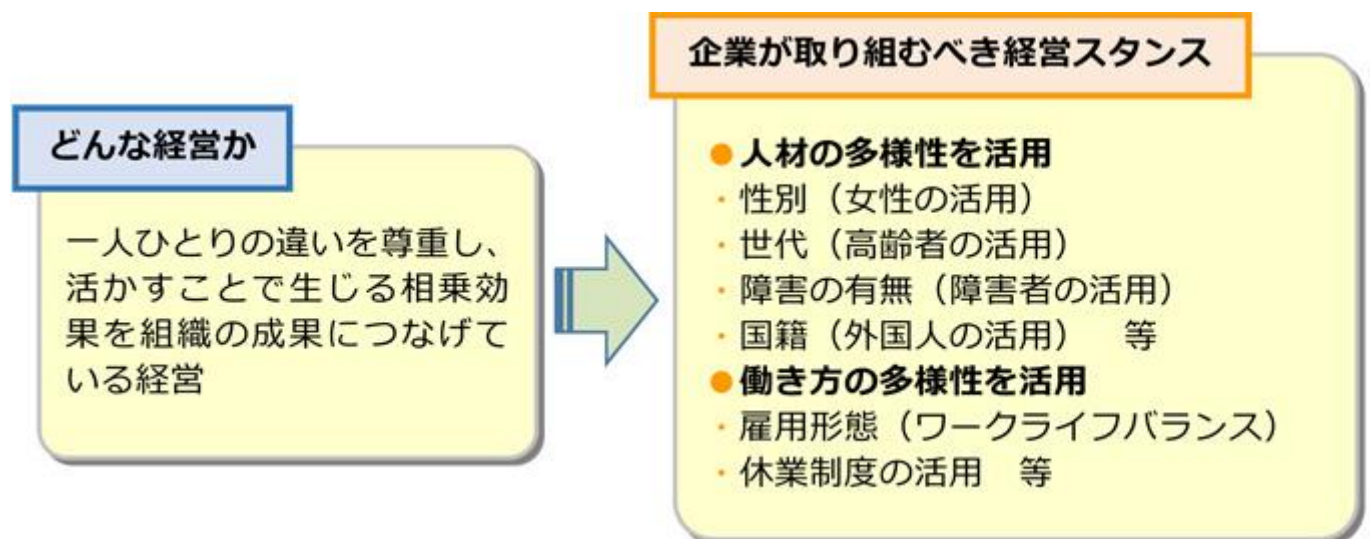 どんな経営か
一人ひとりの違いを尊重し、
活かすことで生じる相乗効
果を組織の成果につなげて
いる経営
企業が取り組むべき経営スタンス
●人材の多様性を活用
・性別（女性の活用）
・世代（高齢者の活用）
・障害の有無（障害者の活用）
・国籍（外国人の活用）　等
●働き方の多様性を活用
・雇用形態（ワークライフバランス）
・休業制度の活用　等